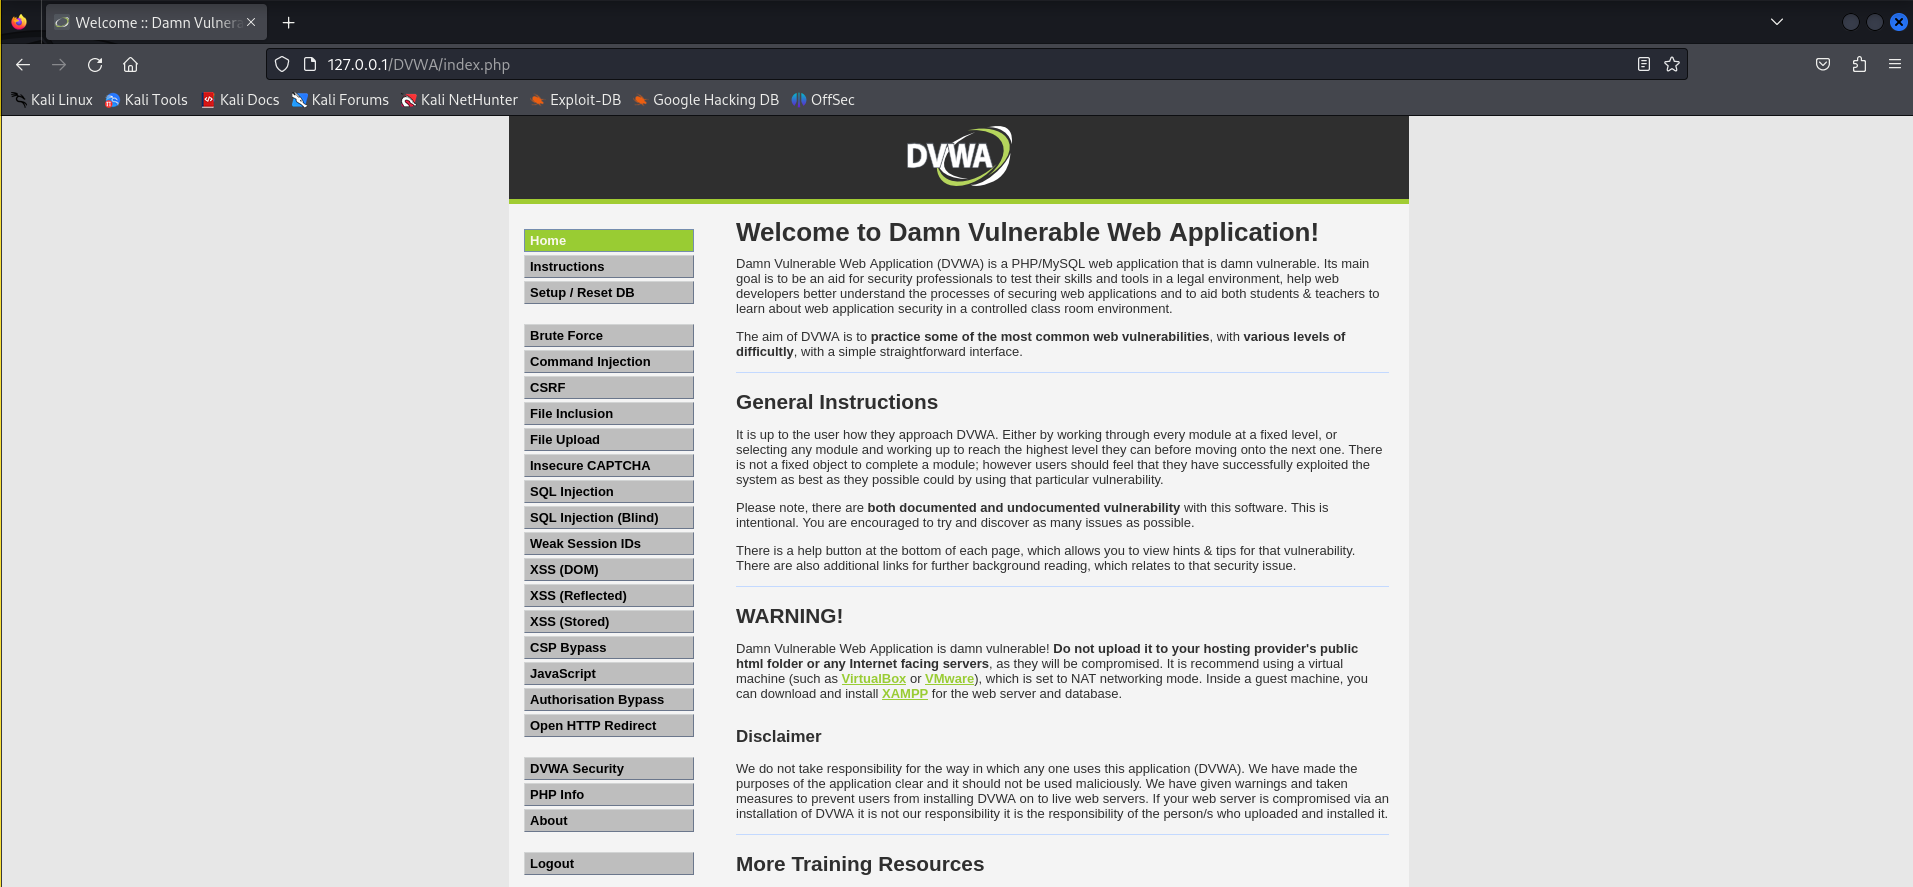 Welcome :: Damn Vulnera
127.0.0.1/DVWA/index.php
Kali Linux Kali Tools Kali Docs Kali Forums Kali NetHunter Exploit-DB Google Hacking DB OffSec
DVWA
Home
Instructions
Setup / Reset DB
Brute Force
Command Injection
CSRF
File Inclusion
File Upload
Insecure CAPTCHA
SQL Injection
SQL Injection (Blind)
Weak Session IDs
XSS (DOM)
XSS (Reflected)
XSS (Stored)
CSP Bypass
JavaScript
Authorisation Bypass
Open HTTP Redirect
DVWA Security
PHP Info
About
Logout
Welcome to Damn Vulnerable Web Application!
Damn Vulnerable Web Application (DVWA) is a PHP/MySQL web application that is damn vulnerable. Its main
goal is to be an aid for security professionals to test their skills and tools in a legal environment, help web
developers better understand the processes of securing web applications and to aid both students & teachers to
learn about web application security in a controlled class room environment.
The aim of DVWA is to practice some of the most common web vulnerabilities, with various levels of
difficultly, with a simple straightforward interface.
General Instructions
It is up to the user how they approach DVWA. Either by working through every module at a fixed level, or
selecting any module and working up to reach the highest level they can before moving onto the next one. There
is not a fixed object to complete a module; however users should feel that they have successfully exploited the
system as best as they possible could by using that particular vulnerability.
Please note, there are both documented and undocumented vulnerability with this software. This is
intentional. You are encouraged to try and discover as many issues as possible.
There is a help button at the bottom of each page, which allows you to view hints & tips for that vulnerability.
There are also additional links for further background reading, which relates to that security issue.
WARNING!
Damn Vulnerable Web Application is damn vulnerable! Do not upload it to your hosting provider's public
html folder or any Internet facing servers, as they will be compromised. It is recommend using a virtual
machine (such as VirtualBox or VMware), which is set to NAT networking mode. Inside a guest machine, you
can download and install XAMPP for the web server and database.
Disclaimer
We do not take responsibility for the way in which any one uses this application (DVWA). We have made the
purposes of the application clear and it should not be used maliciously. We have given warnings and taken
measures to prevent users from installing DVWA on to live web servers. If your web server is compromised via an
installation of DVWA it is not our responsibility it is the responsibility of the person/s who uploaded and installed it.
More Training Resources